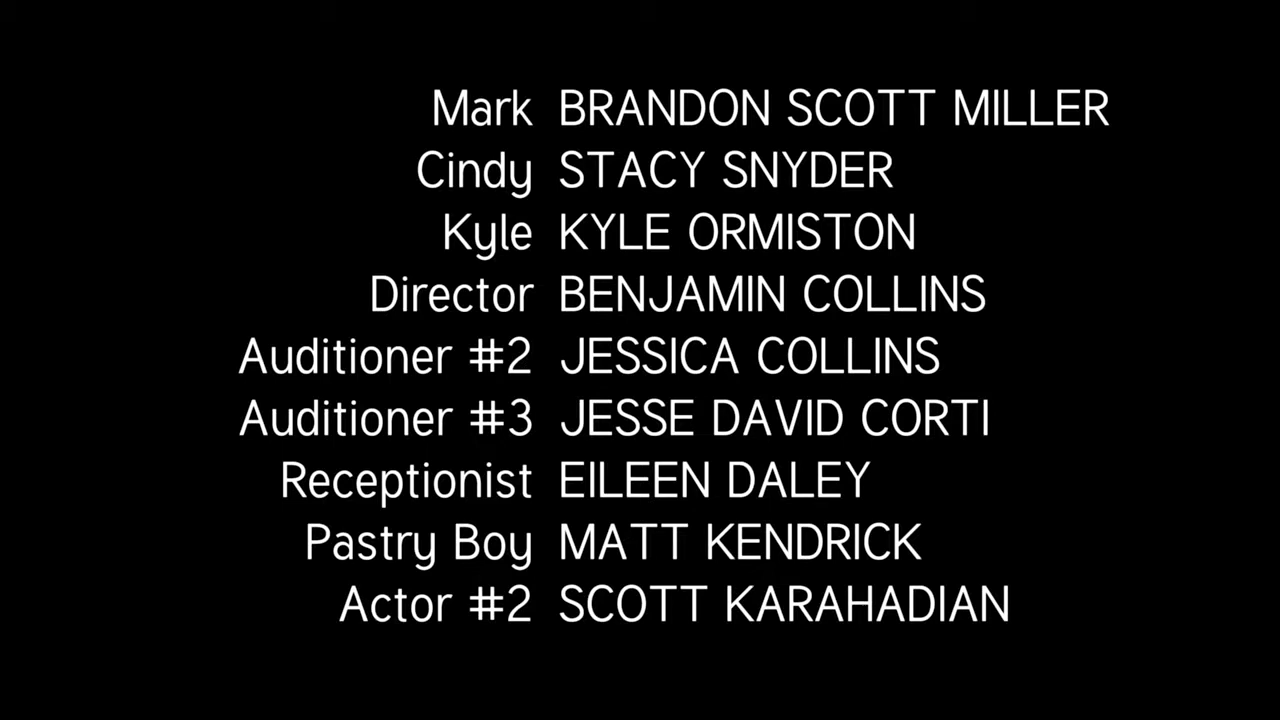 Mark BRANDON SCOTT MILLER
Cindy STACY SNYDER
Kyle KYLE ORMISTON
Director BENJAMIN COLLINS
Auditioner #2 JESSICA COLLINS
Auditioner #3 JESSE DAVID CORTI
Receptionist EILEEN DALEY
Pastry Boy MATT KENDRICK
Actor #2 SCOTT KARAHADIAN